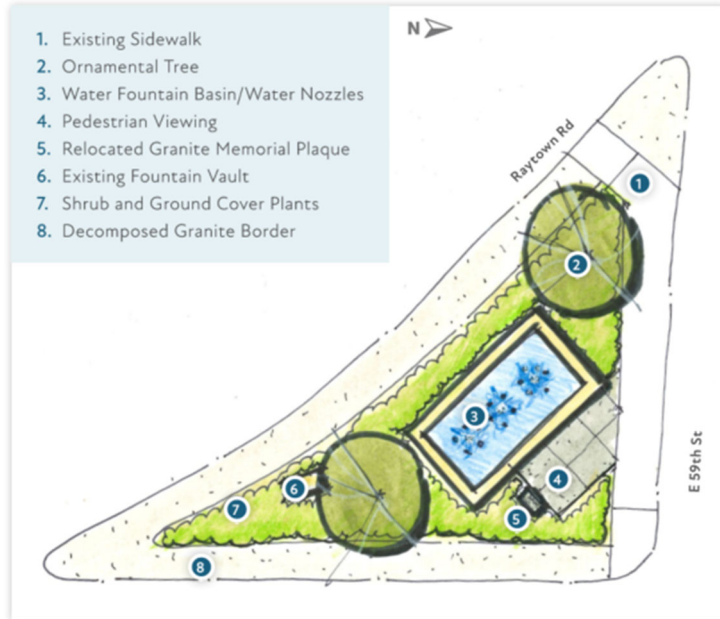 1. Existing Sidewalk
2. Ornamental Tree
3. Water Fountain Basin/Water Nozzles
4. Pedestrian Viewing
5. Relocated Granite Memorial Plaque
6. Existing Fountain Vault
7. Shrub and Ground Cover Plants
8. Decomposed Granite Border
N
Raytown Rd
1
2
3
4
E 59th St
6
7
5
8